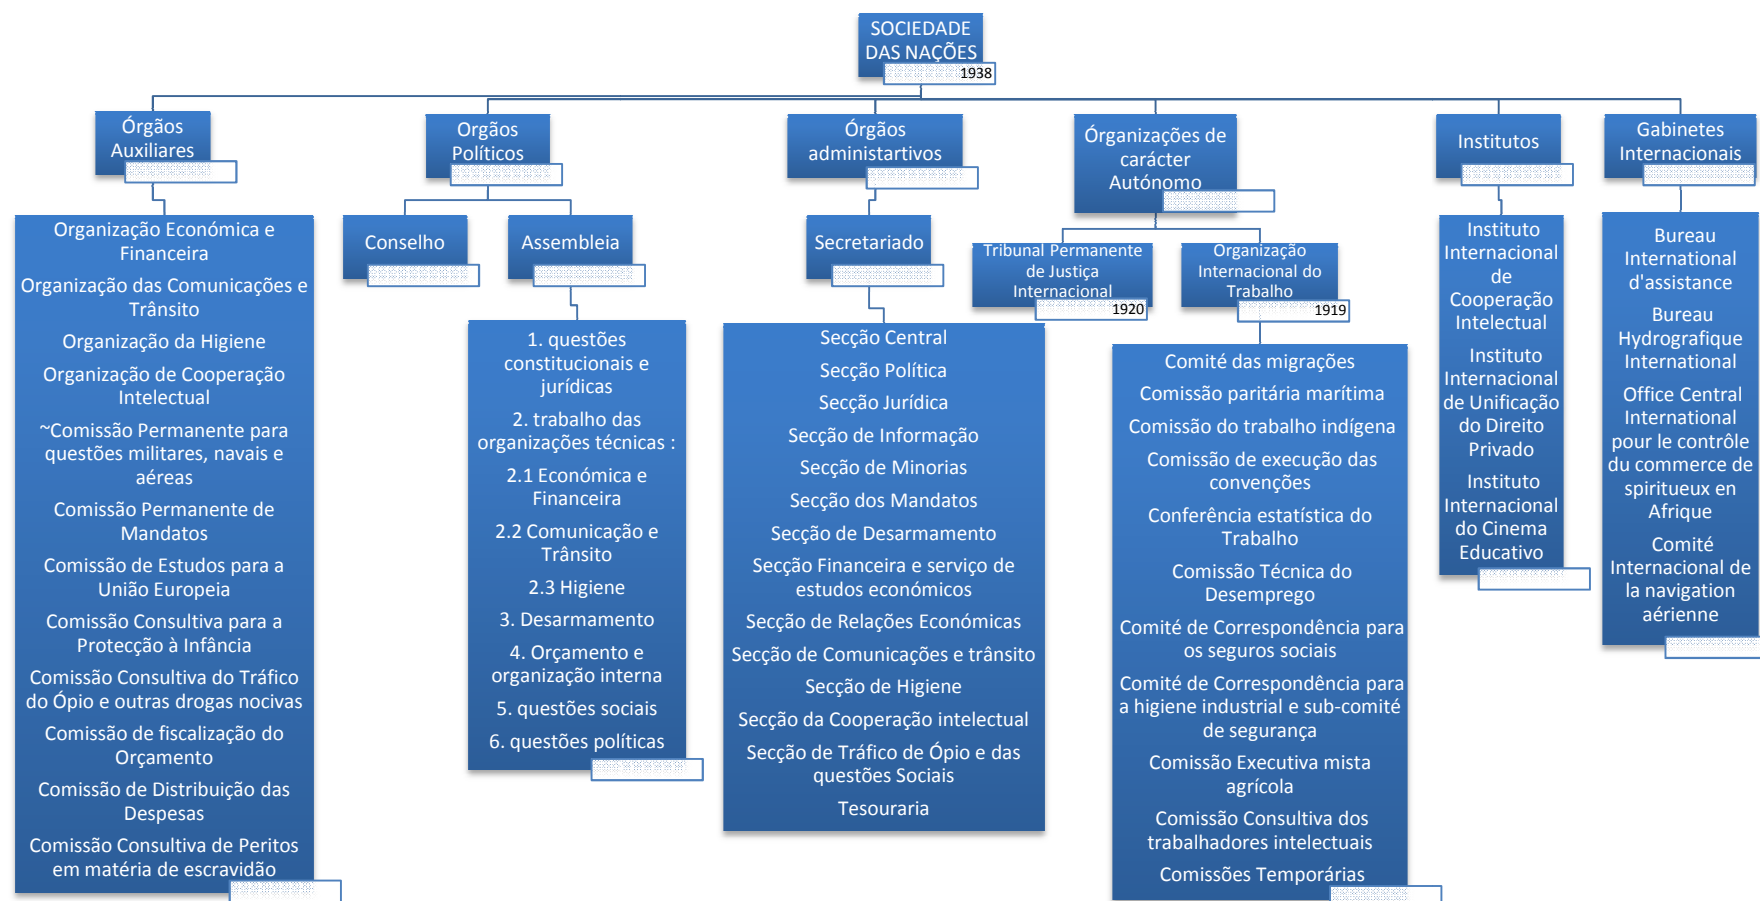 SOCIEDADE
DAS NAÇÕES
1938
Órgãos
Auxiliares
Organização Económica e
Financeira
Organização das Comunicações e
Trânsito
Organização da Higiene
Organização de Cooperação
Intelectual
~Comissão Permanente para
questões militares, navais e
aéreas
Comissão Permanente de
Mandatos
Comissão de Estudos para a
União Europeia
Comissão Consultiva para a
Protecção à Infância
Comissão Consultiva do Tráfico
do Ópio e outras drogas nocivas
Comissão de fiscalização do
Orçamento
Comissão de Distribuição das
Despesas
Comissão Consultiva de Peritos
em matéria de escravidão
Orgãos
Políticos
Conselho
Assembleia
1. questões
constitucionais e
jurídicas
2. trabalho das
organizações técnicas :
2.1 Económica e
Financeira
2.2 Comunicação e
Trânsito
2.3 Higiene
3. Desarmamento
4. Orçamento e
organização interna
5. questões sociais
6. questões políticas
Órgãos
administartivos
Secretariado
Secção Central
Secção Política
Secção Jurídica
Secção de Informação
Secção de Minorias
Secção dos Mandatos
Secção de Desarmamento
Secção Financeira e serviço de
estudos económicos
Secção de Relações Económicas
Secção de Comunicações e trânsito
Secção de Higiene
Secção da Cooperação intelectual
Secção de Tráfico de Ópio e das
questões Sociais
Tesouraria
Órganizações de
carácter
Autónomo
Tribunal Permanente
de Justiça
Internacional
1920
Organização
Internacional do
Trabalho
1919
Comité das migrações
Comissão paritária marítima
Comissão do trabalho indígena
Comissão de execução das
convenções
Conferência estatística do
Trabalho
Comissão Técnica do
Desemprego
Comité de Correspondência para
os seguros sociais
Comité de Correspondência para
a higiene industrial e sub-comité
de segurança
Comissão Executiva mista
agrícola
Comissão Consultiva dos
trabalhadores intelectuais
Comissões Temporárias
Institutos
Instituto
Internacional
de
Cooperação
Intelectual
Instituto
Internacional
de Unificação
do Direito
Privado
Instituto
Internacional
do Cinema
Educativo
Gabinetes
Internacionais
Bureau
International
d'assistance
Bureau
Hydrografique
International
Office Central
International
pour le contrôle
du commerce de
spiritueux en
Afrique
Comité
Internacional de
la navigation
aérienne